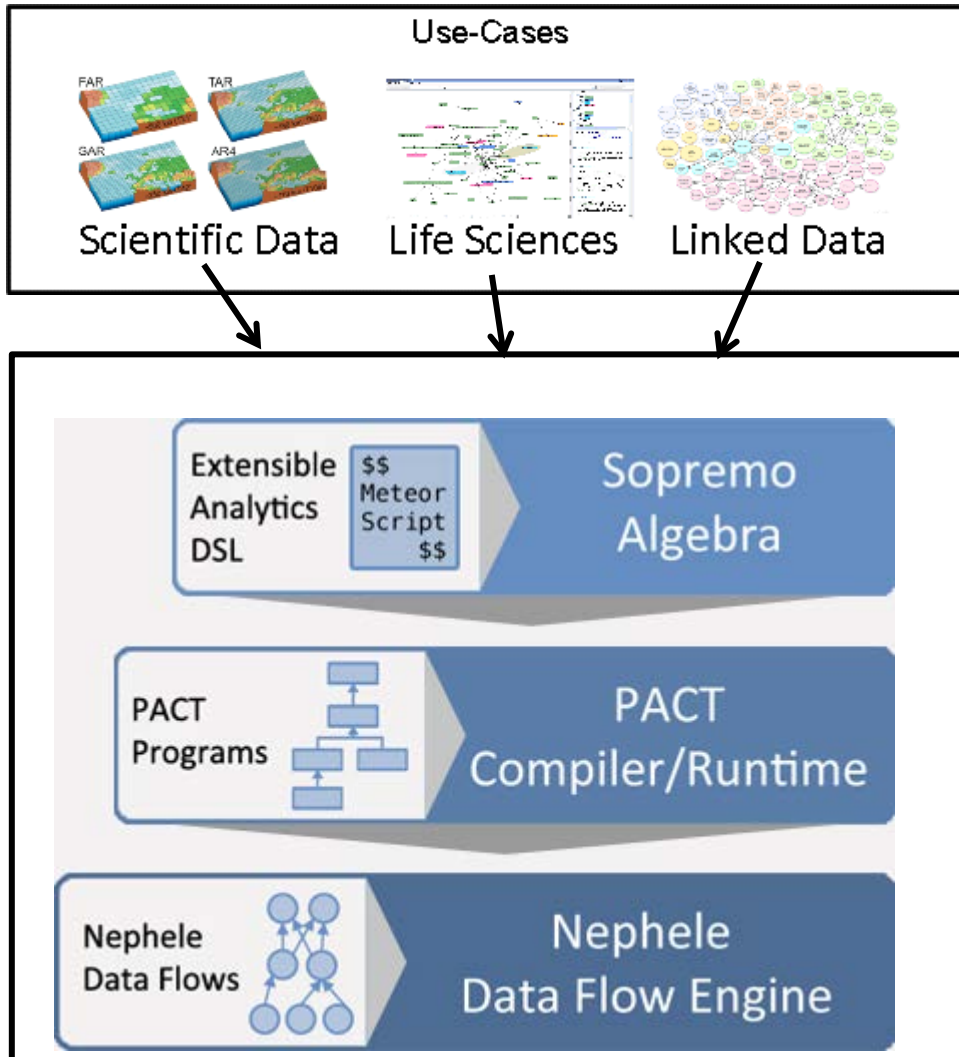 Use-Cases
FAR
TAR
SAR
AR4
Scientific Data
Life Sciences
Linked Data
Extensible
Analytics
DSL
$$
Meteor
Script
$$
Sopremo
Algebra
PACT
Programs
PACT
Compiler/Runtime
Nephele
Data Flows
Nephele
Data Flow Engine